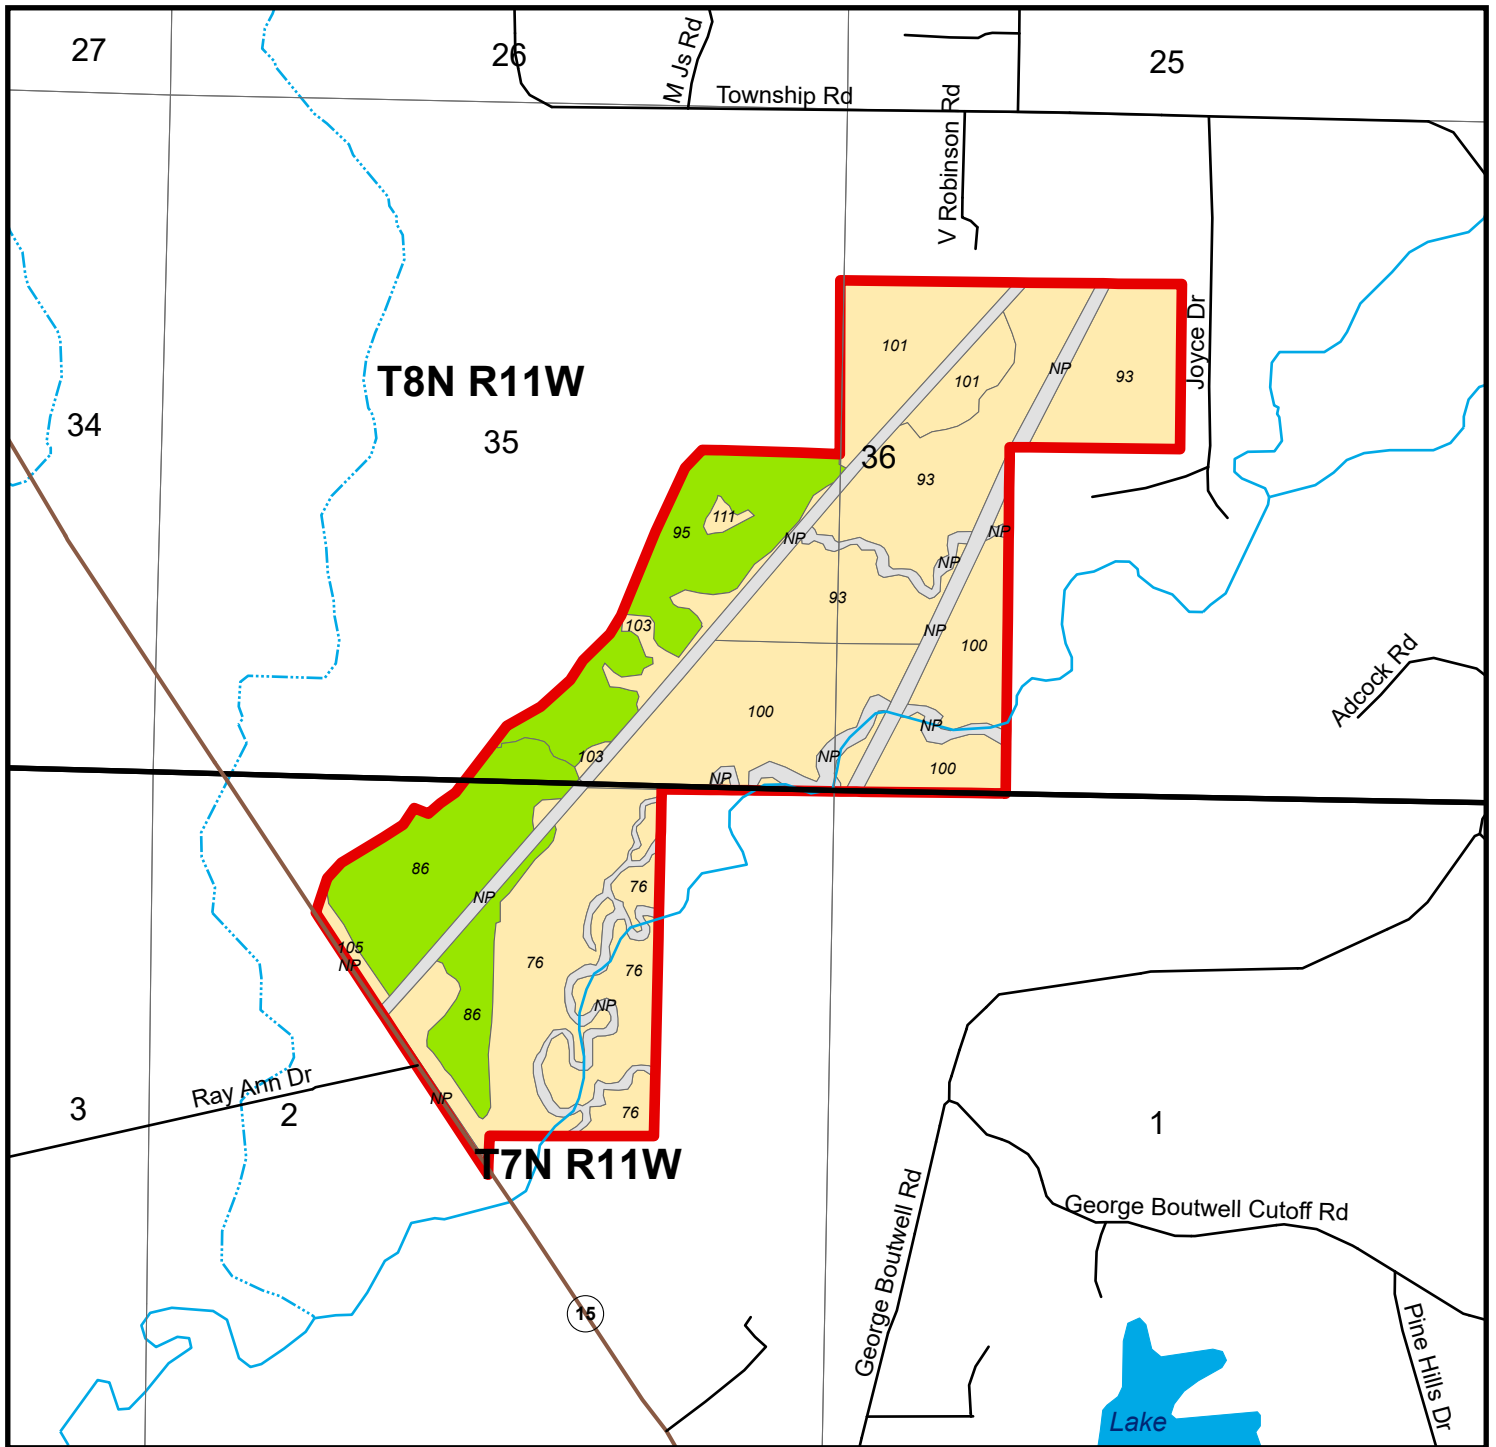 27
26
25
M Js Rd
Township Rd
V Robinson Rd
Joyce Dr
T8N R11W
34
35
36
101
101
NP
93
93
95
111
NP
NP
NP
93
103
NP
100
100
NP
103
NP
NP
100
Adcock Rd
86
NP
76
105
NP
76
76
NP
86
NP
76
Ray Ann Dr
3
2
1
T7N R11W
George Boutwell Rd
George Boutwell Cutoff Rd
15
Pine Hills Dr
Lake